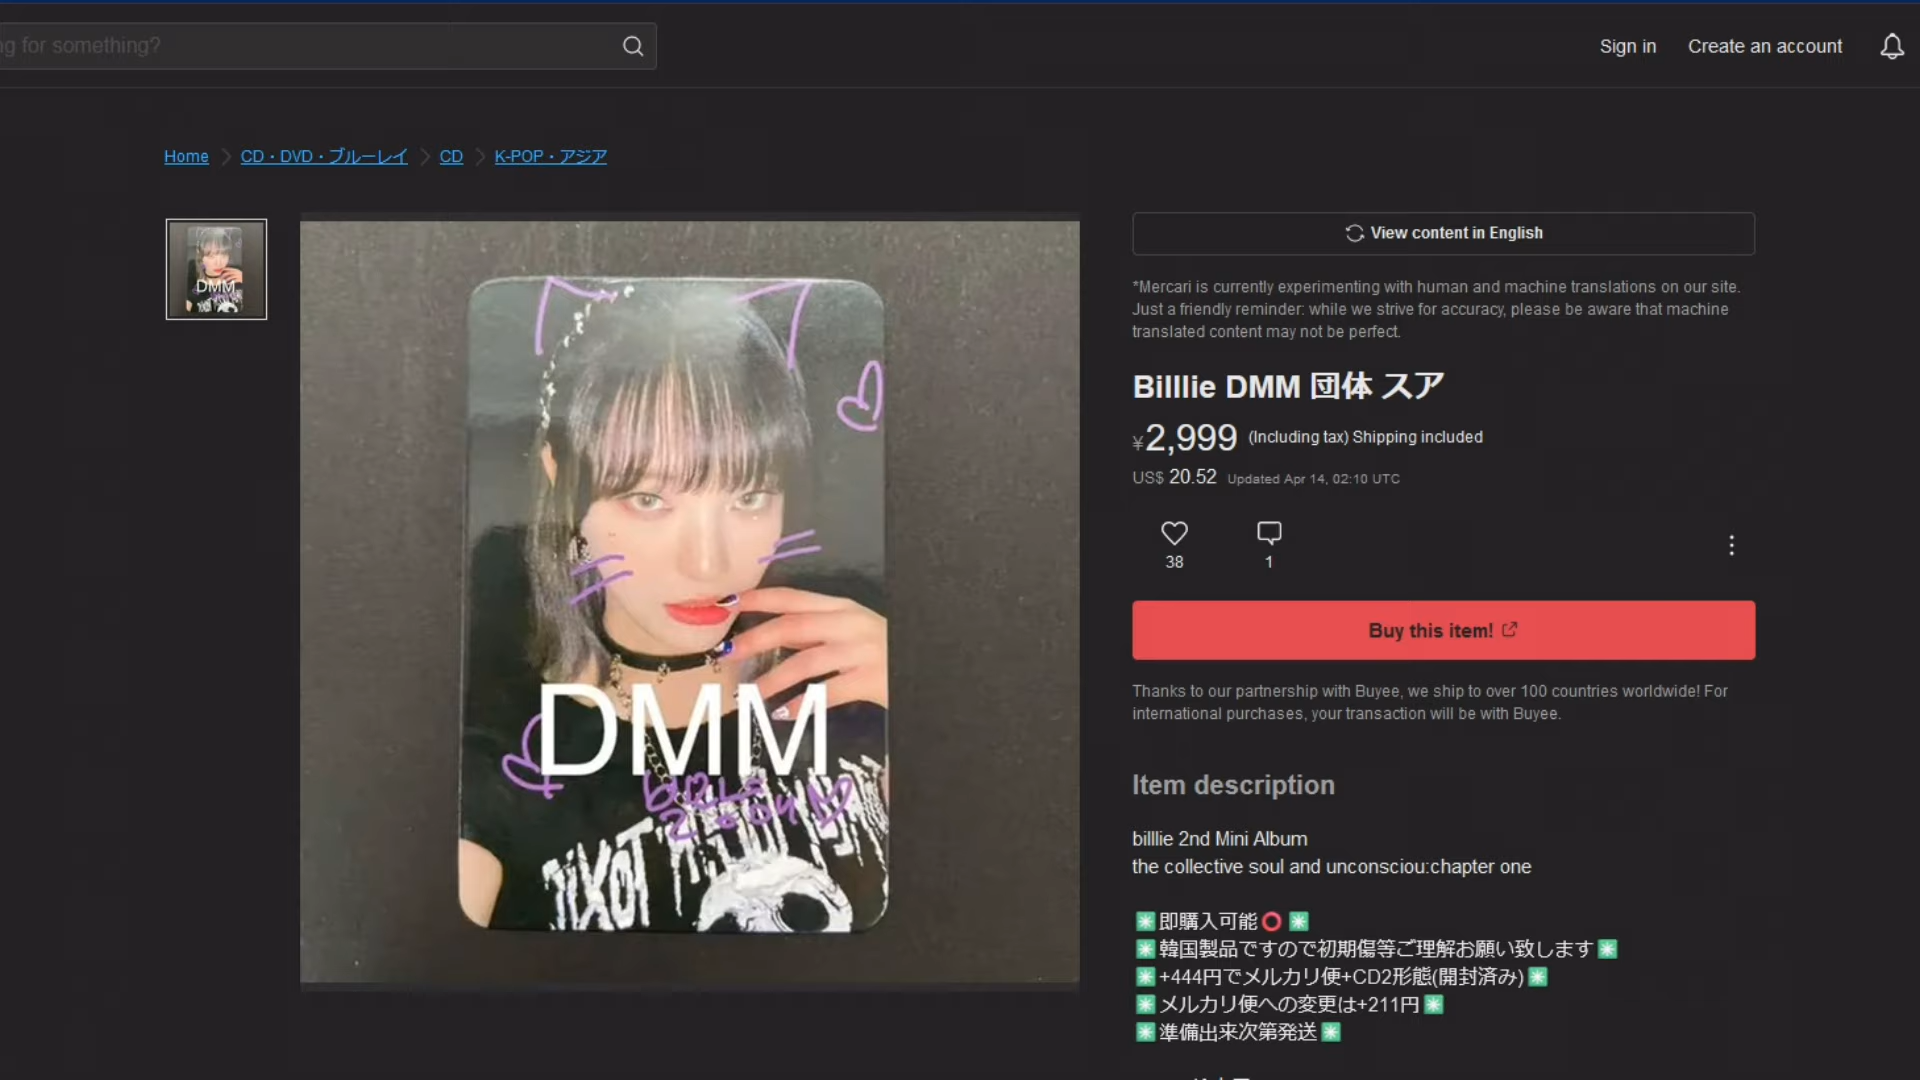 ng for something?
Sign in
Create an account
Home
CD・DVD・ブルーレイ
CD
K-POP・アジア
DMM
DMM
View content in English
*Mercari is currently experimenting with human and machine translations on our site.
Just a friendly reminder: while we strive for accuracy, please be aware that machine
translated content may not be perfect.
Billlie DMM 団体 スア
¥2,999 (Including tax) Shipping included
US$ 20.52 Updated Apr 14, 02:10 UTC
38
1
Buy this item!
Thanks to our partnership with Buyee, we ship to over 100 countries worldwide! For
international purchases, your transaction will be with Buyee.
Item description
billlie 2nd Mini Album
the collective soul and unconsciou:chapter one
✳️即購入可能⭕️✳️
✳️韓国製品ですので初期傷等ご理解お願い致します✳️
✳️+444円でメルカリ便+CD2形態(開封済み)✳️
✳️メルカリ便への変更は+211円✳️
✳️準備出来次第発送✳️